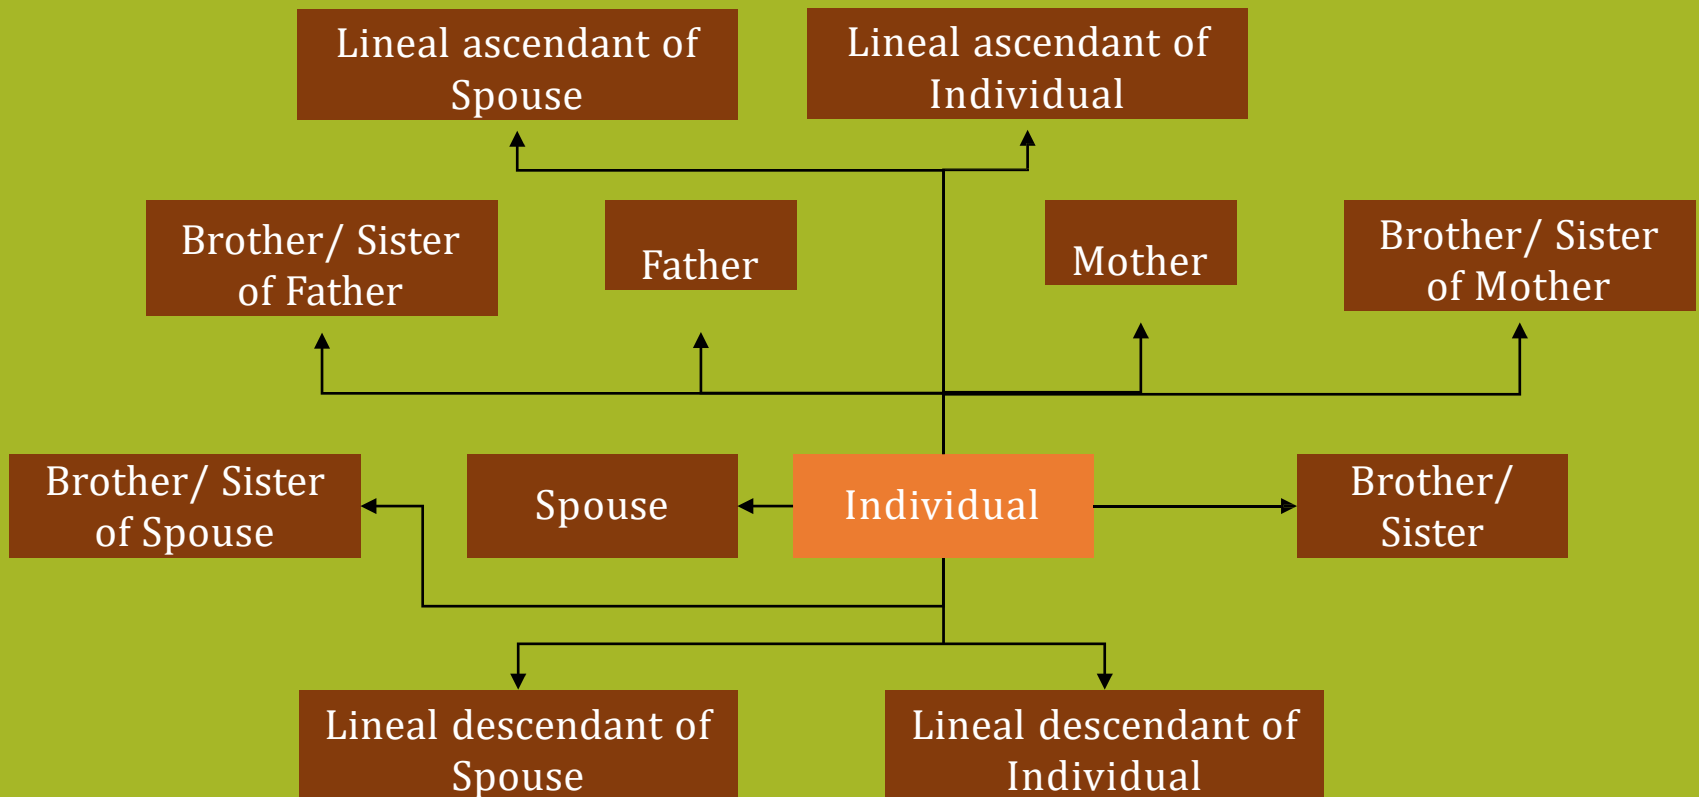 Lineal ascendant of
Spouse
Lineal ascendant of
Individual
Brother/ Sister
of Father
Father
Mother
Brother/ Sister
of Mother
Brother/ Sister
of Spouse
Spouse
Individual
Brother/
Sister
Lineal descendant of
Spouse
Lineal descendant of
Individual